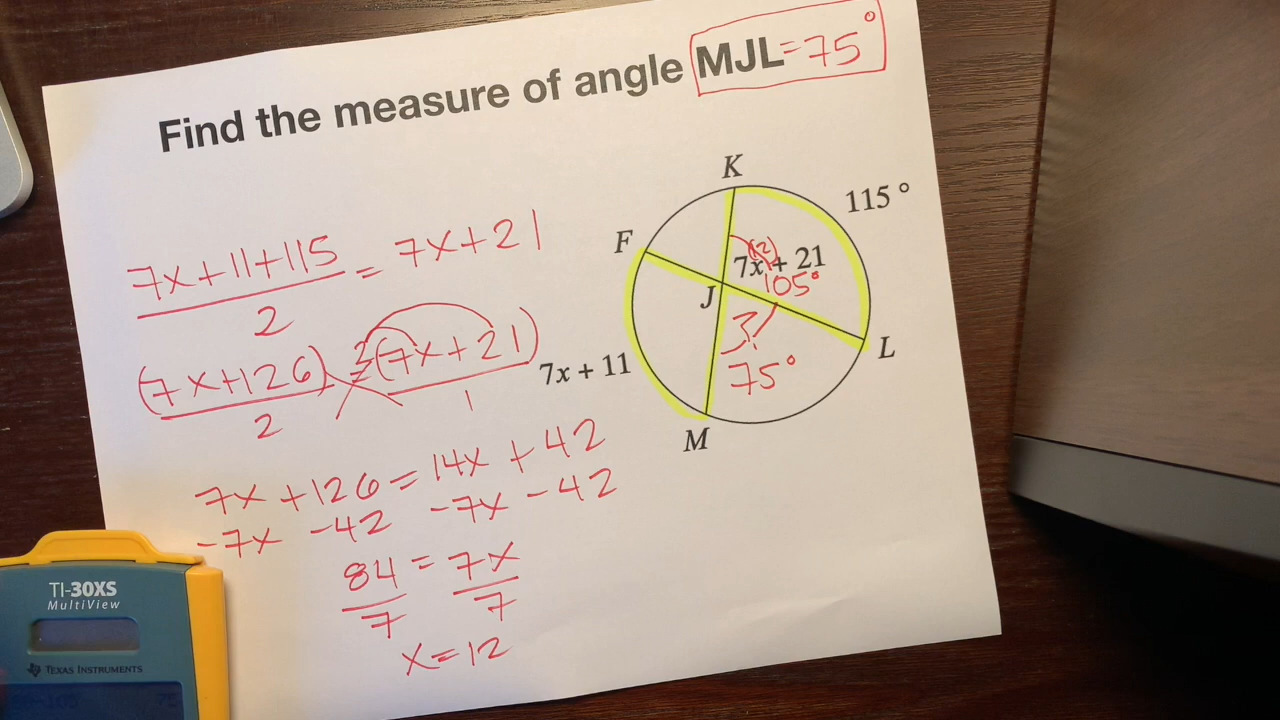 Find the measure of angle MJL = 75°
K
115°
F
(2)
7x + 21
105°
J
?
75°
L
7x + 11
M
7x+11+115 = 7x+21
2
(7x+126) = 2(7x+21)
2 1
7x +126 = 14x + 42
-7x -42 -7x -42
84 = 7x
7 7
x=12
TI-30XS
MultiView
TEXAS INSTRUMENTS